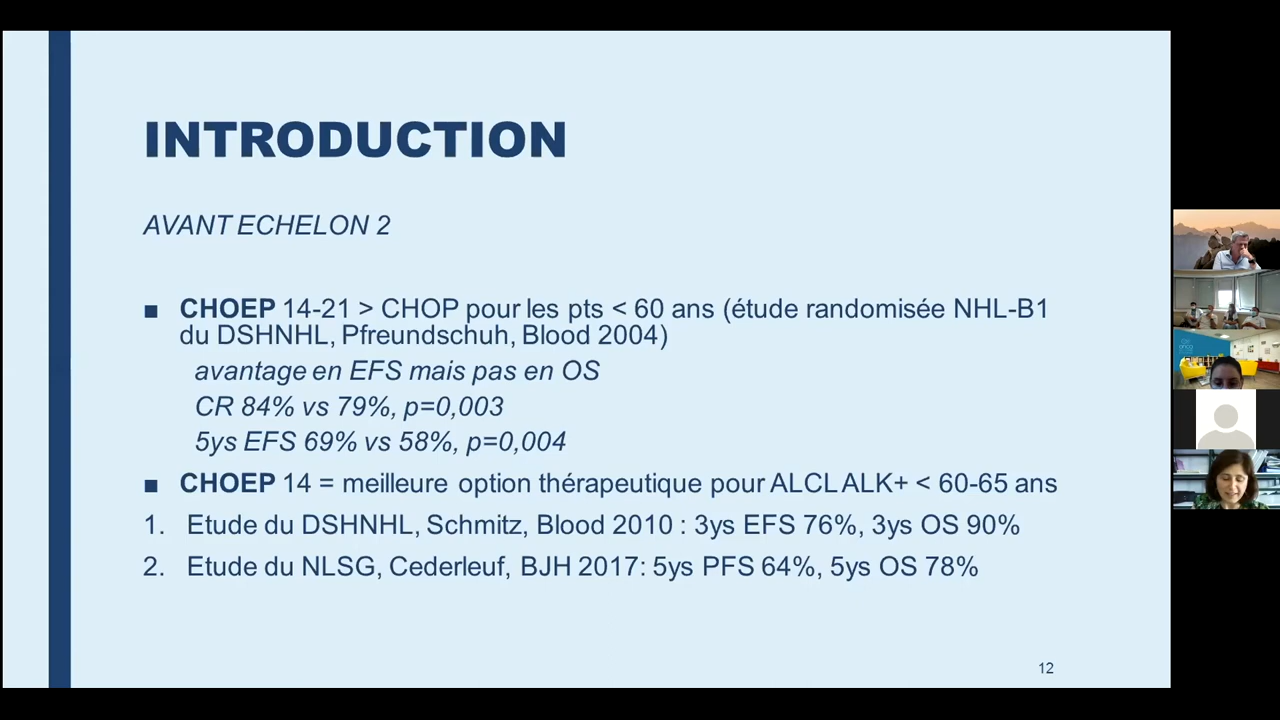 INTRODUCTION
AVANT ECHELON 2
■ CHOEP 14-21 > CHOP pour les pts < 60 ans (étude randomisée NHL-B1
du DSHNHL, Pfreundschuh, Blood 2004)
avantage en EFS mais pas en OS
CR 84% vs 79%, p=0,003
5ys EFS 69% vs 58%, p=0,004
■ CHOEP 14 = meilleure option thérapeutique pour ALCL ALK+ < 60-65 ans
1. Etude du DSHNHL, Schmitz, Blood 2010 : 3ys EFS 76%, 3ys OS 90%
2. Etude du NLSG, Cederleuf, BJH 2017: 5ys PFS 64%, 5ys OS 78%
12